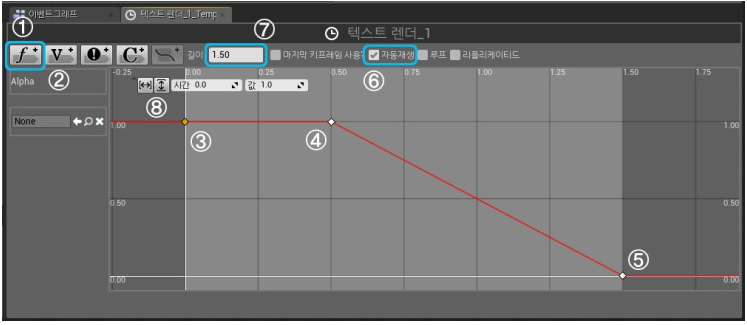 이벤트그래프 텍스트 렌더_1_Temp
① ⑦ 텍스트 렌더_1
f+ V+ !+ C+ 길이 1.50 마지막 키프레임 사용? 자동재생 루프 리플리케이티드
② ⑥
-0.25 0.00 0.25 0.50 0.75 1.00 1.25 1.50 1.75
Alpha 시간 0.0 값 1.0
⑧
None
1.00 1.00
③ ④
0.50 0.50
⑤
0.00 0.00